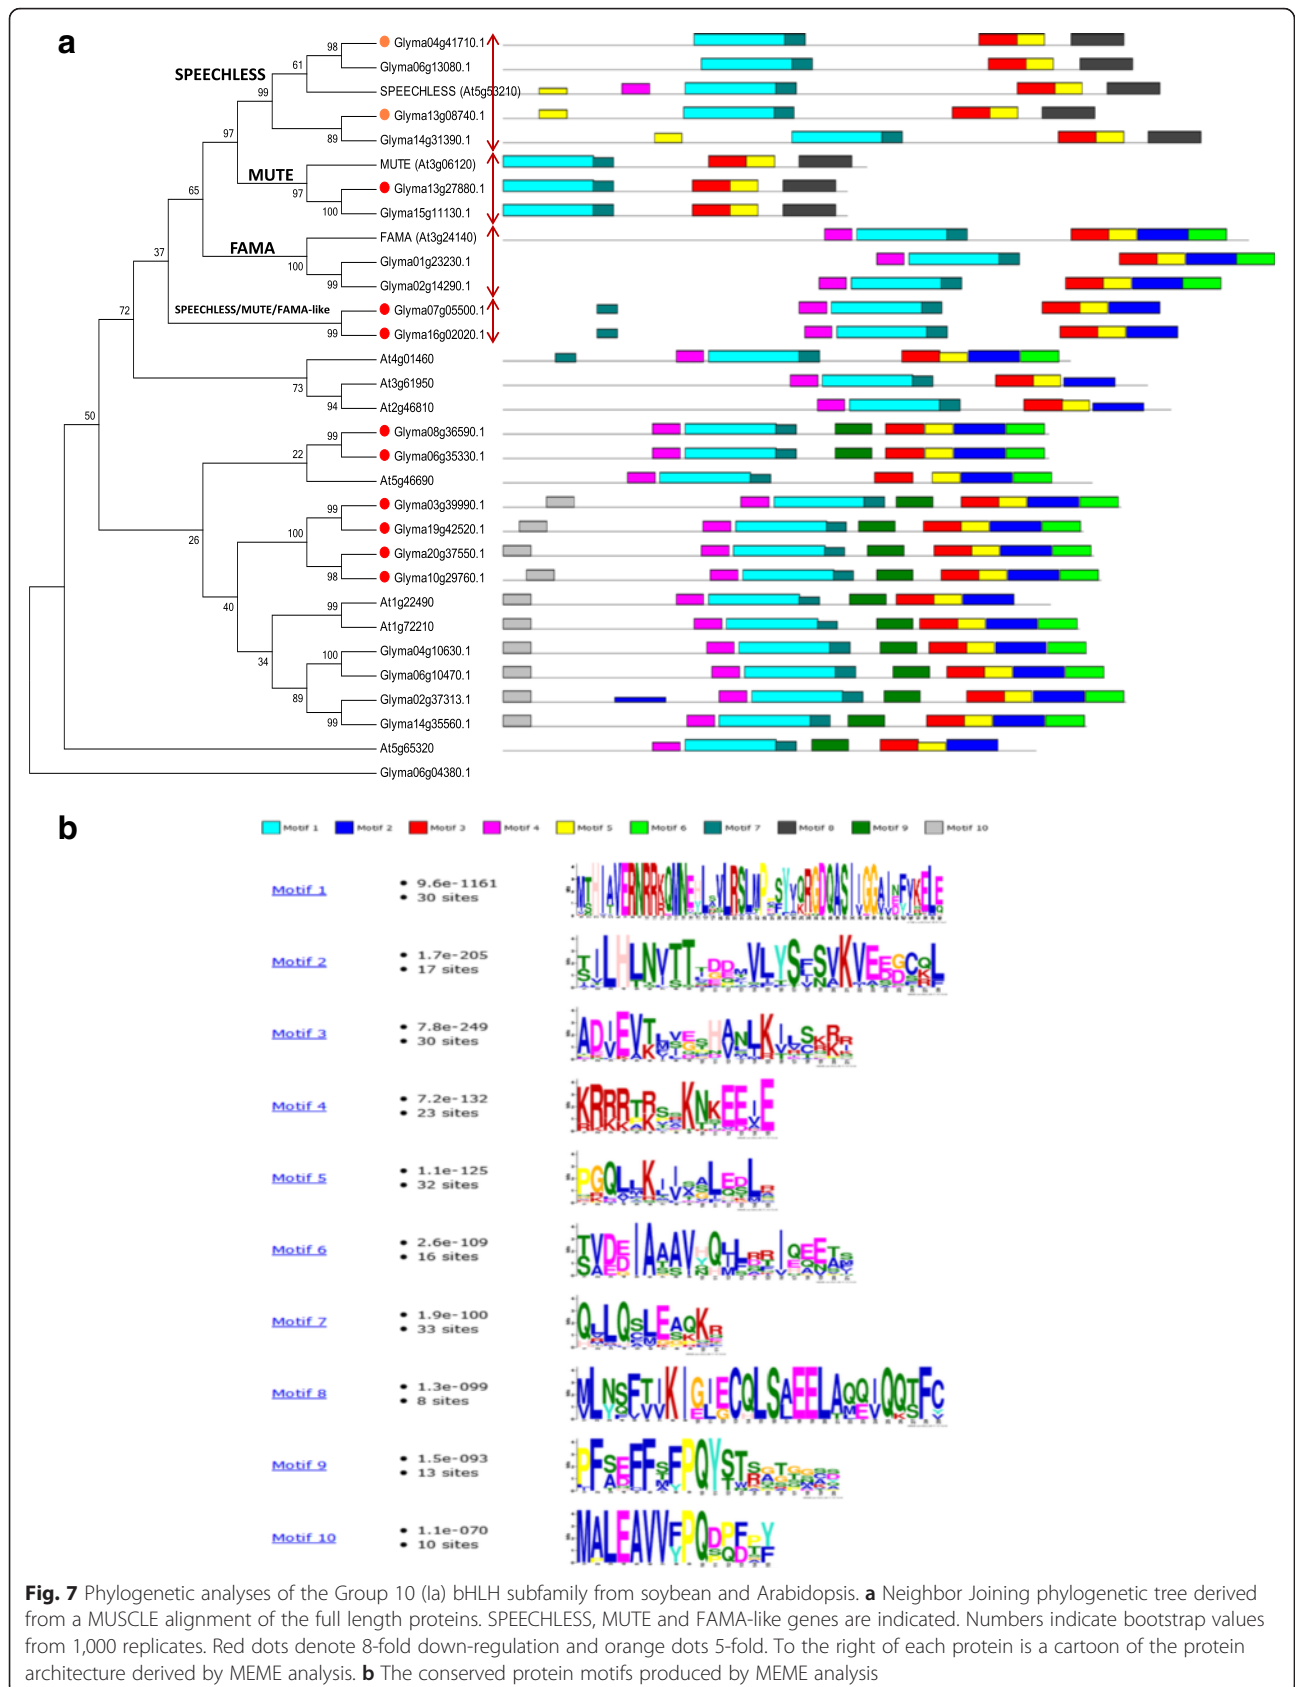 a
98
Glyma04g41710.1
61
Glyma06g13080.1
SPEECHLESS
99
SPEECHLESS (At5g53210)
Glyma13g08740.1
97
89
Glyma14g31390.1
MUTE (At3g06120)
MUTE
65
97
Glyma13g27880.1
100
Glyma15g11130.1
FAMA (At3g24140)
FAMA
37
100
Glyma01g23230.1
99
Glyma02g14290.1
72
SPEECHLESS/MUTE/FAMA-like
Glyma07g05500.1
99
Glyma16g02020.1
At4g01460
73
At3g61950
94
At2g46810
50
99
Glyma08g36590.1
22
Glyma06g35330.1
At5g46690
99
Glyma03g39990.1
26
100
Glyma19g42520.1
Glyma20g37550.1
98
Glyma10g29760.1
40
99
At1g22490
At1g72210
34
100
Glyma04g10630.1
Glyma06g10470.1
89
Glyma02g37313.1
99
Glyma14g35560.1
At5g65320
Glyma06g04380.1
b
Motif 1 Motif 2 Motif 3 Motif 4 Motif 5 Motif 6 Motif 7 Motif 8 Motif 9 Motif 10
Motif 1
• 9.6e-1161
• 30 sites
Motif 2
• 1.7e-205
• 17 sites
Motif 3
• 7.8e-249
• 30 sites
Motif 4
• 7.2e-132
• 23 sites
Motif 5
• 1.1e-125
• 32 sites
Motif 6
• 2.6e-109
• 16 sites
Motif 7
• 1.9e-100
• 33 sites
Motif 8
• 1.3e-099
• 8 sites
Motif 9
• 1.5e-093
• 13 sites
Motif 10
• 1.1e-070
• 10 sites
Fig. 7 Phylogenetic analyses of the Group 10 (Ia) bHLH subfamily from soybean and Arabidopsis. a Neighbor Joining phylogenetic tree derived
from a MUSCLE alignment of the full length proteins. SPEECHLESS, MUTE and FAMA-like genes are indicated. Numbers indicate bootstrap values
from 1,000 replicates. Red dots denote 8-fold down-regulation and orange dots 5-fold. To the right of each protein is a cartoon of the protein
architecture derived by MEME analysis. b The conserved protein motifs produced by MEME analysis